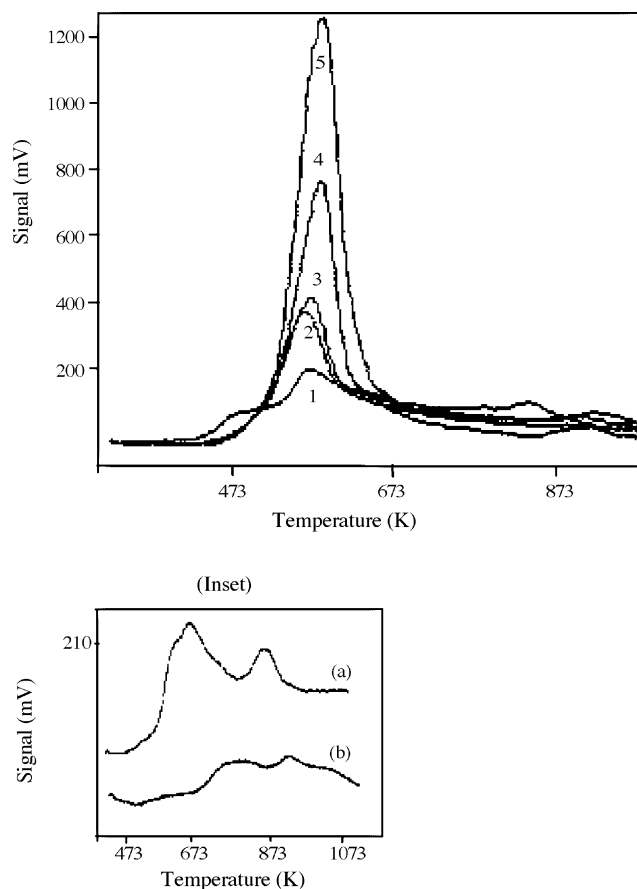 1200
1000
800
600
400
200
Signal (mV)
5
4
3
2
1
473
673
873
Temperature (K)
(Inset)
210
Signal (mV)
(a)
(b)
473
673
873
1073
Temperature (K)